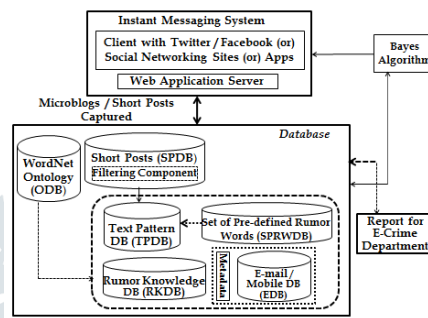 Instant Messaging System
Client with Twitter / Facebook (or)
Social Networking Sites (or) Apps
Web Application Server
Bayes
Algorithm
Microblogs / Short Posts
Captured
Database
WordNet
Ontology
(ODB)
Short Posts (SPDB)
Filtering Component
Text Pattern
DB (TPDB)
Set of Pre-defined Rumor
Words (SPRWDB)
Rumor Knowledge
DB (RKDB)
Metadata
E-mail /
Mobile DB
(EDB)
Report for
E-Crime
Department